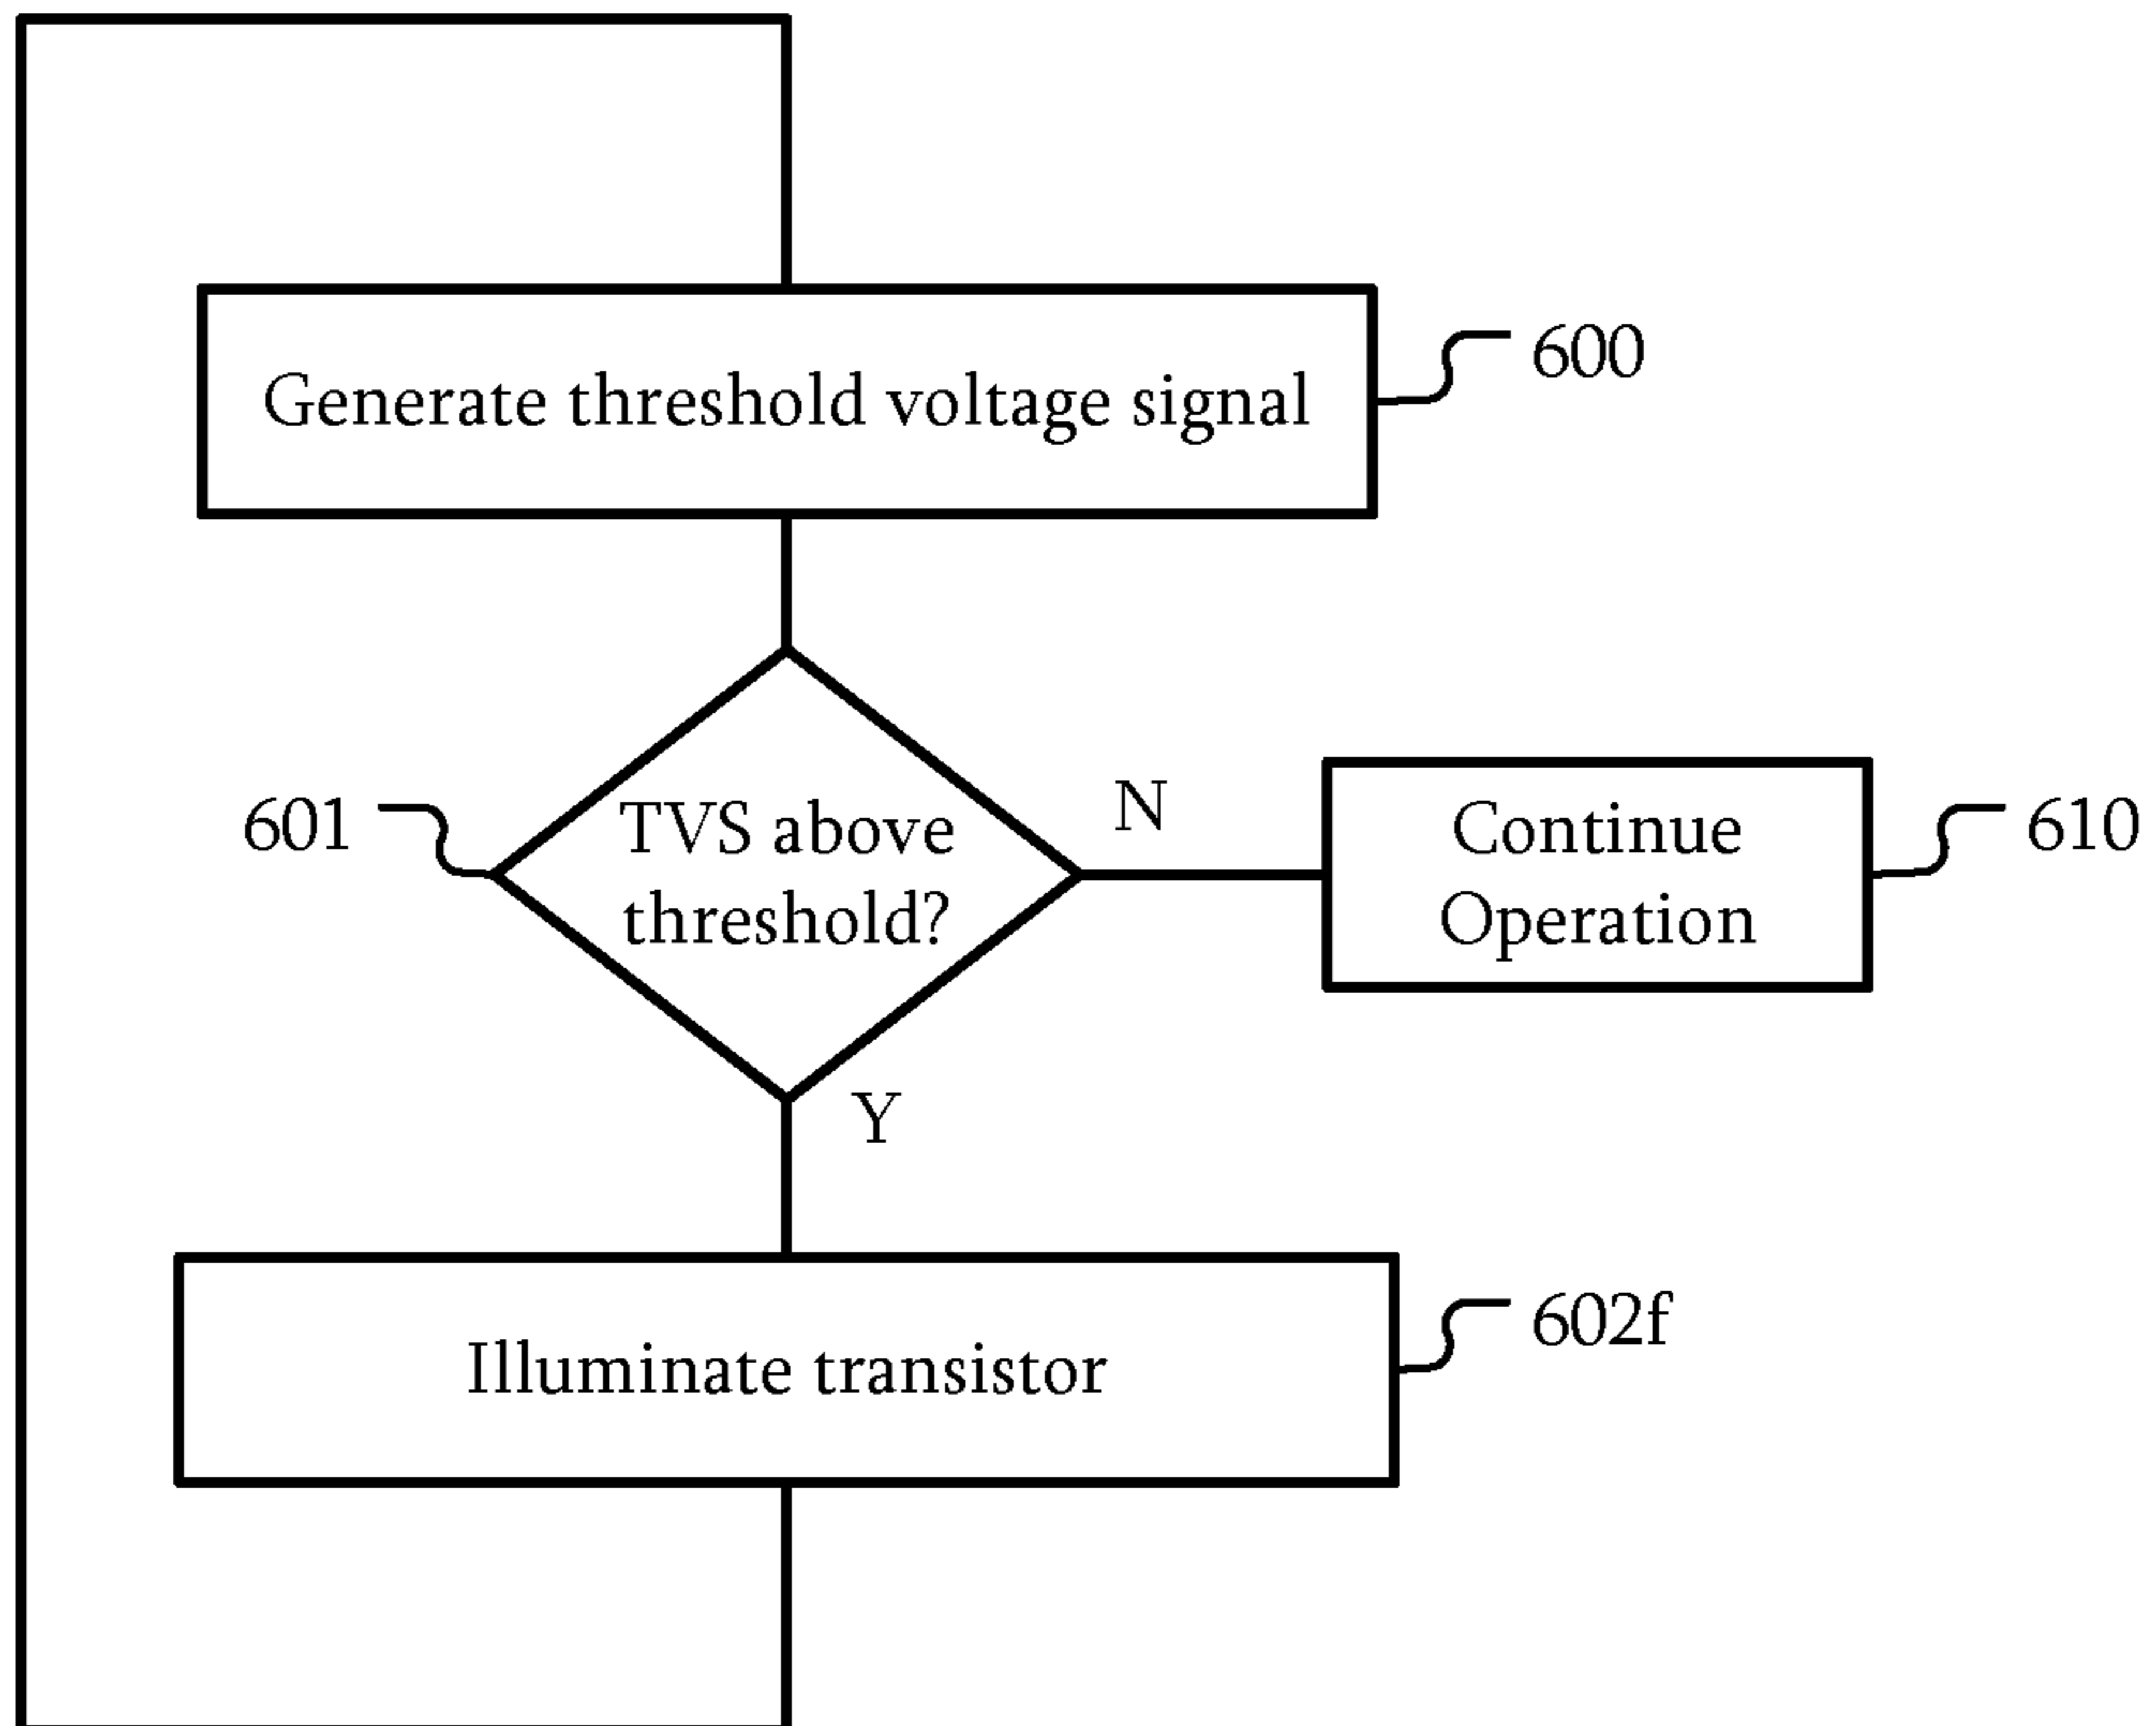 Generate threshold voltage signal
600
601
TVS above
threshold?
N
Continue
Operation
610
Y
Illuminate transistor
602f